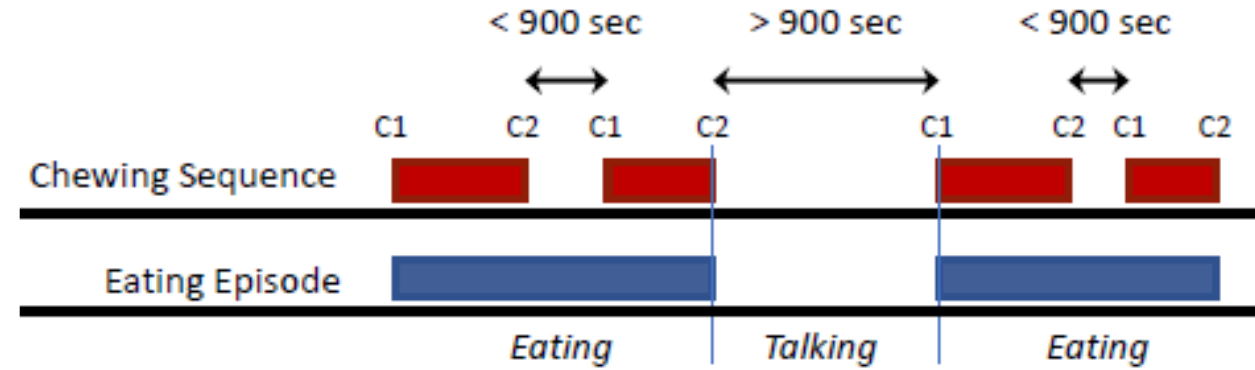 < 900 sec > 900 sec < 900 sec
C1 C2 C1 C2 C1 C2 C1 C2
Chewing Sequence
Eating Episode
Eating Talking Eating